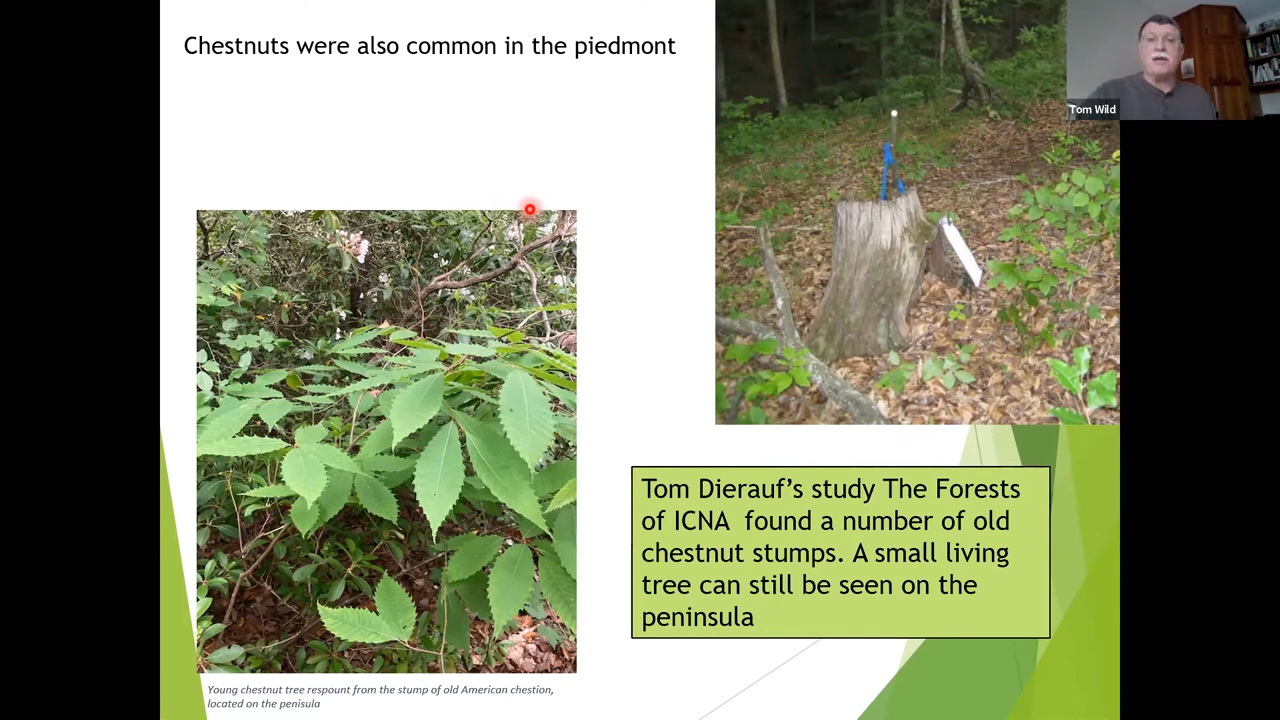 Chestnuts were also common in the piedmont
Tom Wild
Tom Dierauf’s study The Forests
of ICNA found a number of old
chestnut stumps. A small living
tree can still be seen on the
peninsula
Young chestnut tree respount from the stump of old American chestion,
located on the penisula